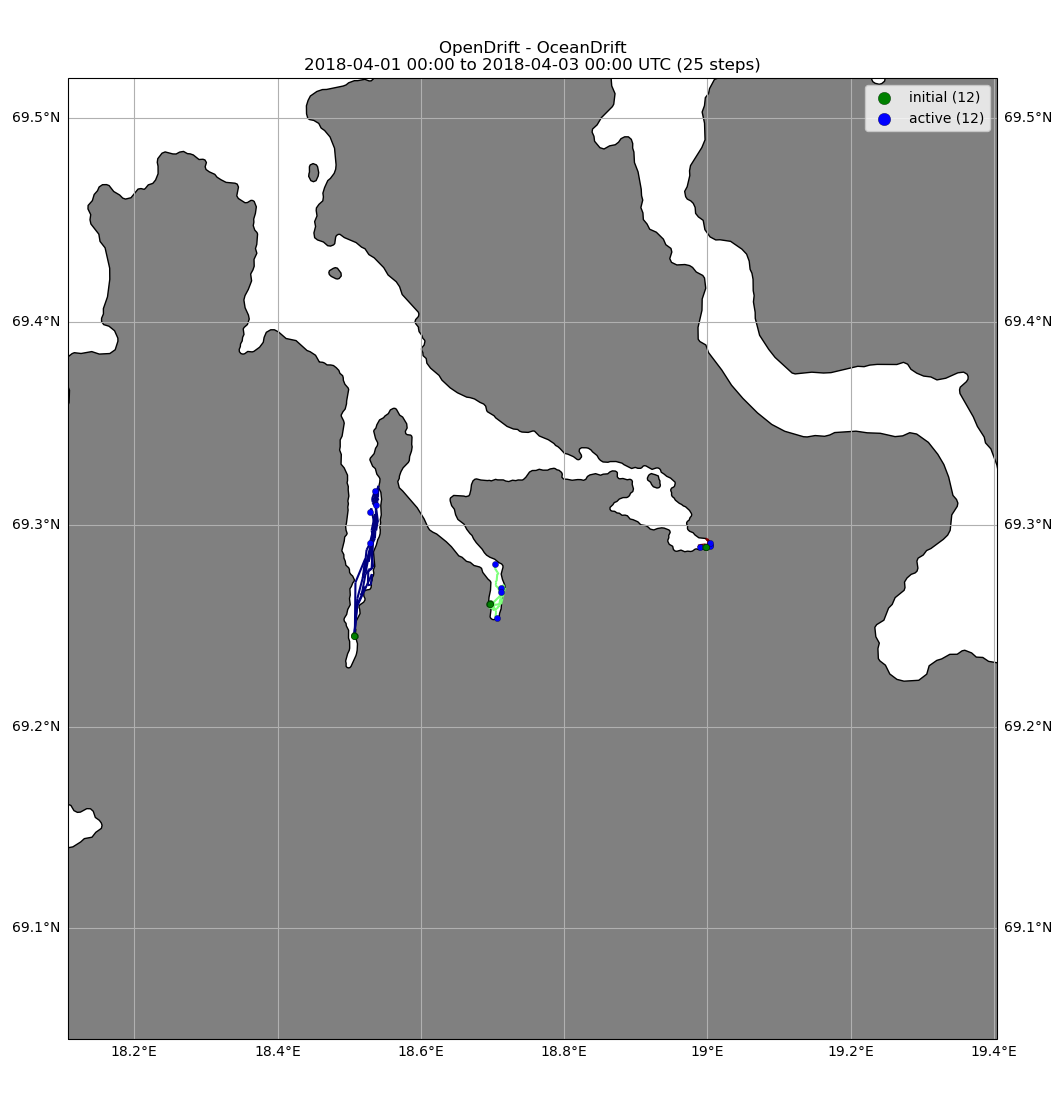 OpenDrift - OceanDrift
2018-04-01 00:00 to 2018-04-03 00:00 UTC (25 steps)
initial (12)
active (12)
69.5°N 69.5°N
69.4°N 69.4°N
69.3°N 69.3°N
69.2°N 69.2°N
69.1°N 69.1°N
18.2°E 18.4°E 18.6°E 18.8°E 19°E 19.2°E 19.4°E